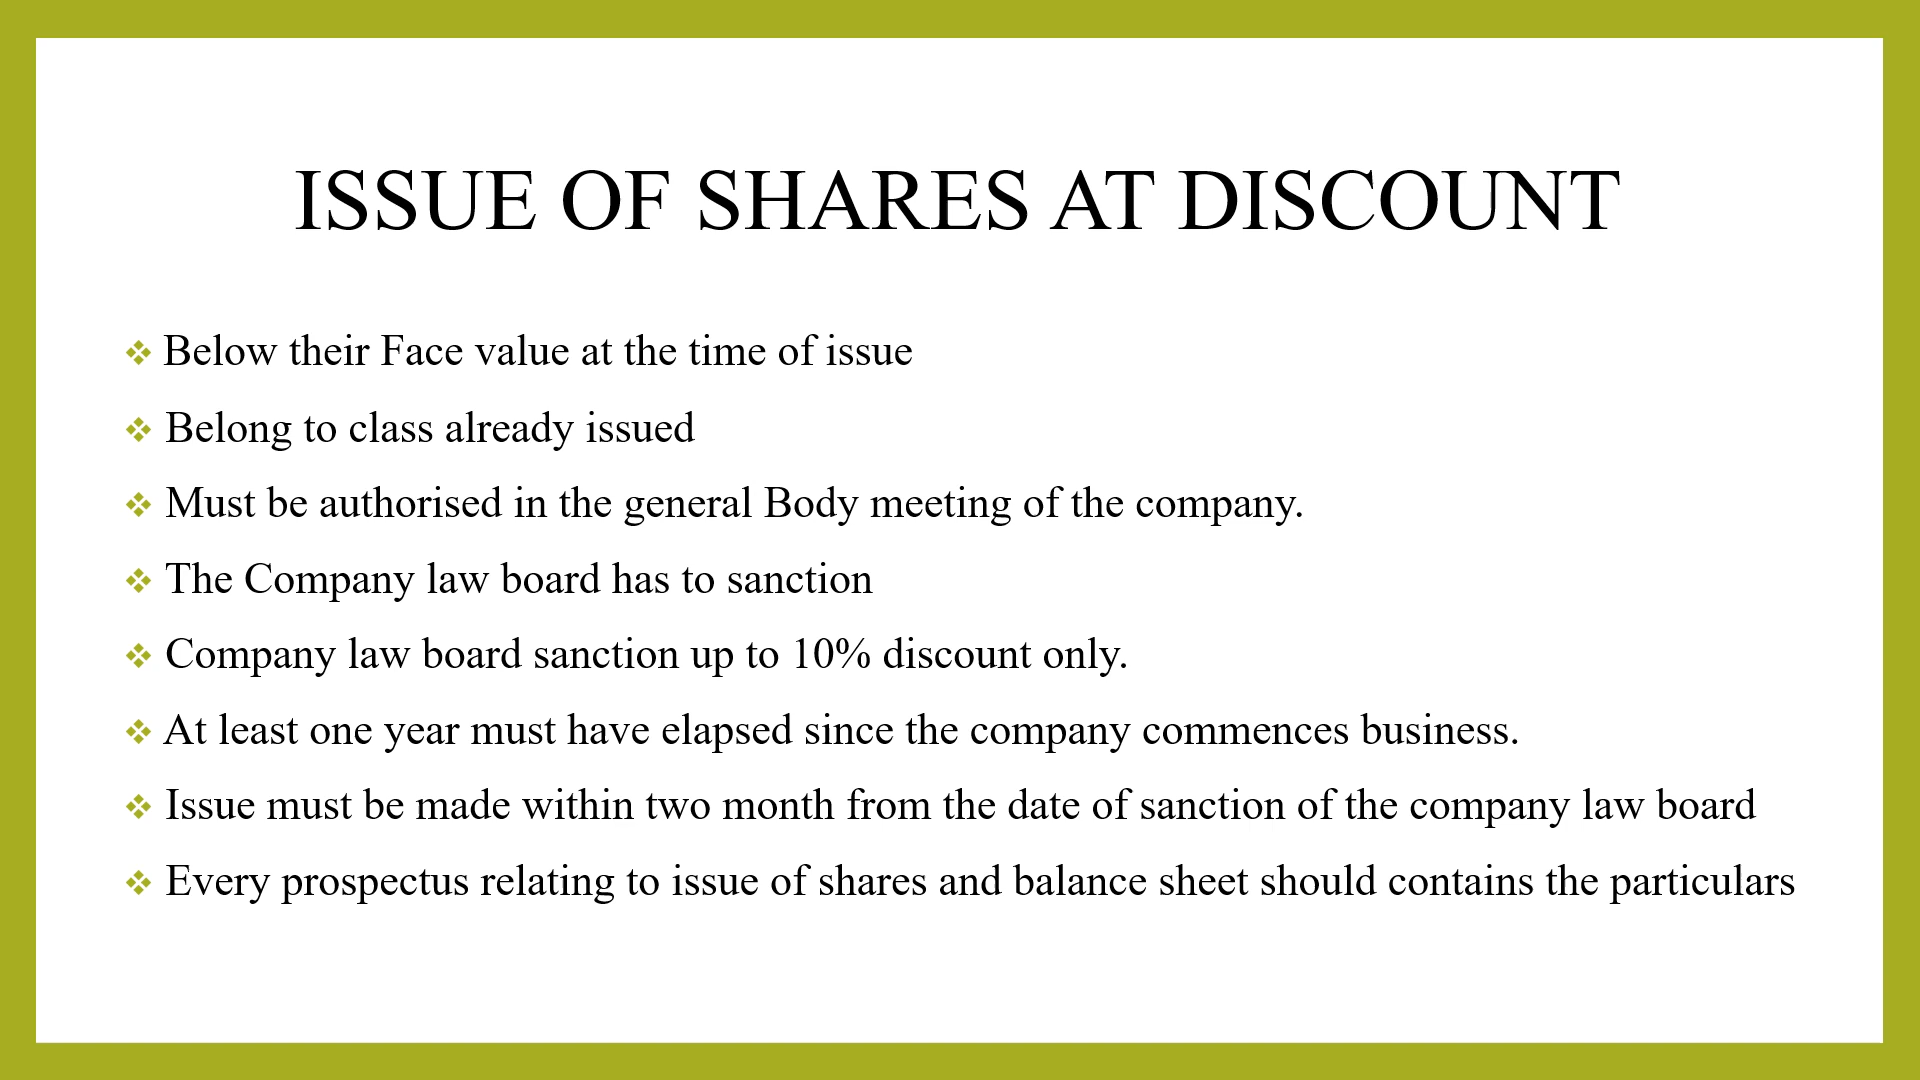 ISSUE OF SHARES AT DISCOUNT
❖ Below their Face value at the time of issue
❖ Belong to class already issued
❖ Must be authorised in the general Body meeting of the company.
❖ The Company law board has to sanction
❖ Company law board sanction up to 10% discount only.
❖ At least one year must have elapsed since the company commences business.
❖ Issue must be made within two month from the date of sanction of the company law board
❖ Every prospectus relating to issue of shares and balance sheet should contains the particulars